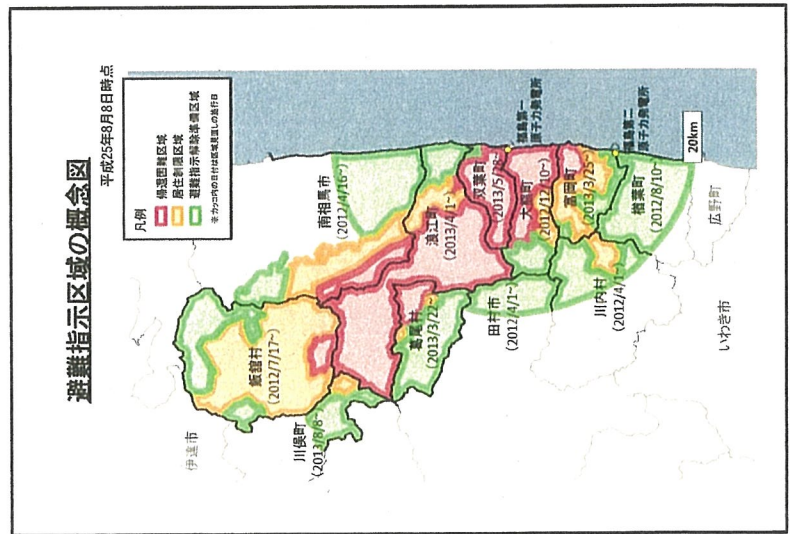 避難指示区域の概念図
平成25年8月8日時点
凡例
帰還困難区域
居住制限区域
避難指示解除準備区域
※カッコ内の日付は区域見直しの施行日
伊達市
飯舘村
(2012/7/17~)
川俣町
(2013/8/8~)
南相馬市
(2012/4/16~)
浪江町
(2013/4/1~)
葛尾村
(2013/3/22~)
双葉町
(2013/5/28~)
大熊町
(2012/12/10~)
福島第一
原子力発電所
田村市
(2012/4/1~)
富岡町
(2013/3/25~)
福島第二
原子力発電所
川内村
(2012/4/1~)
楢葉町
(2012/8/10~)
20km
広野町
いわき市